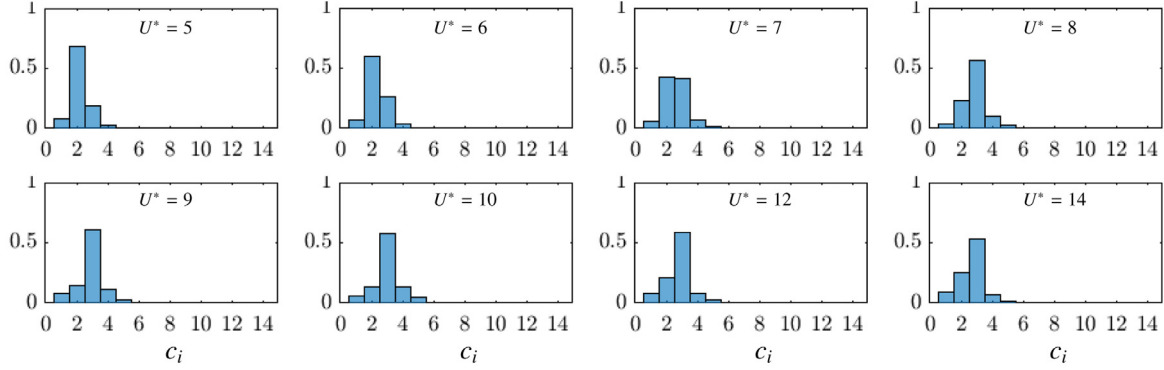 1 1 1 1
U* = 5 U* = 6 U* = 7 U* = 8
0.5 0.5 0.5 0.5
0 0 0 0
0 2 4 6 8 10 12 14 0 2 4 6 8 10 12 14 0 2 4 6 8 10 12 14 0 2 4 6 8 10 12 14
1 1 1 1
U* = 9 U* = 10 U* = 12 U* = 14
0.5 0.5 0.5 0.5
0 0 0 0
0 2 4 6 8 10 12 14 0 2 4 6 8 10 12 14 0 2 4 6 8 10 12 14 0 2 4 6 8 10 12 14
c_i c_i c_i c_i